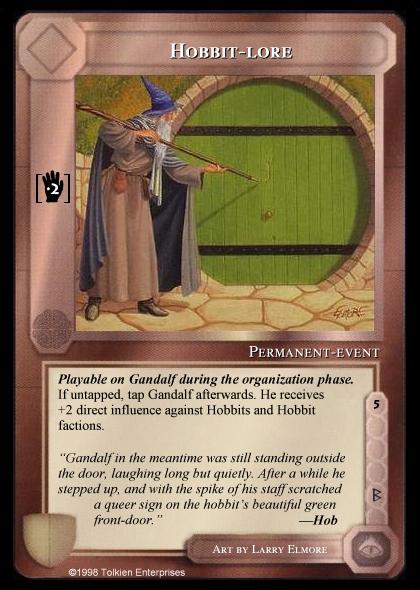 HOBBIT-LORE
[2]
ELMORE
PERMANENT-EVENT
Playable on Gandalf during the organization phase.
If untapped, tap Gandalf afterwards. He receives
+2 direct influence against Hobbits and Hobbit
factions.
5
“Gandalf in the meantime was still standing outside
the door, laughing long but quietly. After a while he
stepped up, and with the spike of his staff scratched
a queer sign on the hobbit’s beautiful green
front-door.” —Hob
ᛒ
ART BY LARRY ELMORE
©1998 Tolkien Enterprises